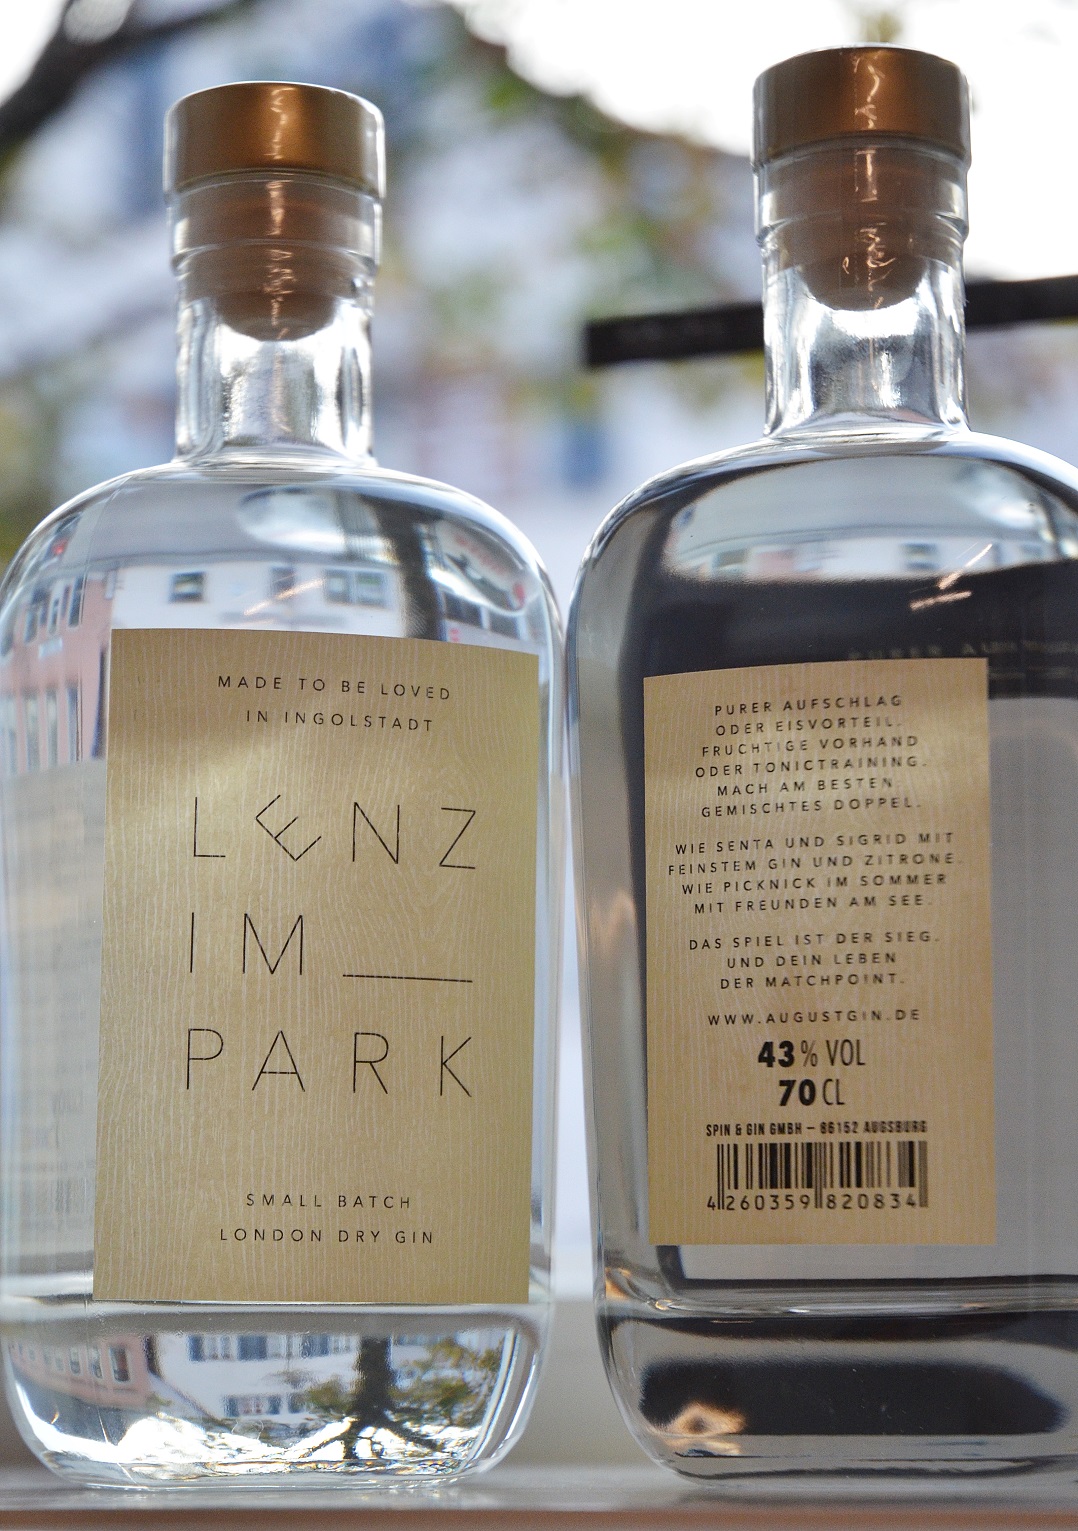 MADE TO BE LOVED
IN INGOLSTADT
LENZ
IM __
PARK
SMALL BATCH
LONDON DRY GIN
PURER AUFSCHLAG
ODER EISVORTEIL.
FRUCHTIGE VORHAND
ODER TONICTRAINING.
MACH AM BESTEN
GEMISCHTES DOPPEL.
WIE SENTA UND SIGRID MIT
FEINSTEM GIN UND ZITRONE.
WIE PICKNICK IM SOMMER
MIT FREUNDEN AM SEE.
DAS SPIEL IST DER SIEG.
UND DEIN LEBEN
DER MATCHPOINT.
WWW.AUGUSTGIN.DE
43% VOL
70 CL
SPIN & GIN GMBH – 86152 AUGSBURG
4 260359 820834